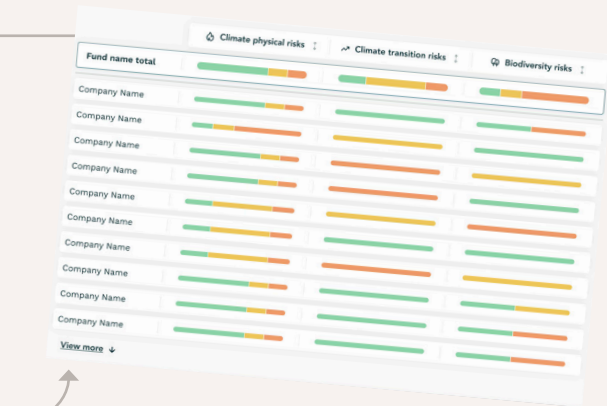 Climate physical risks
Climate transition risks
Biodiversity risks
Fund name total
Company Name
Company Name
Company Name
Company Name
Company Name
Company Name
Company Name
Company Name
Company Name
Company Name
View more